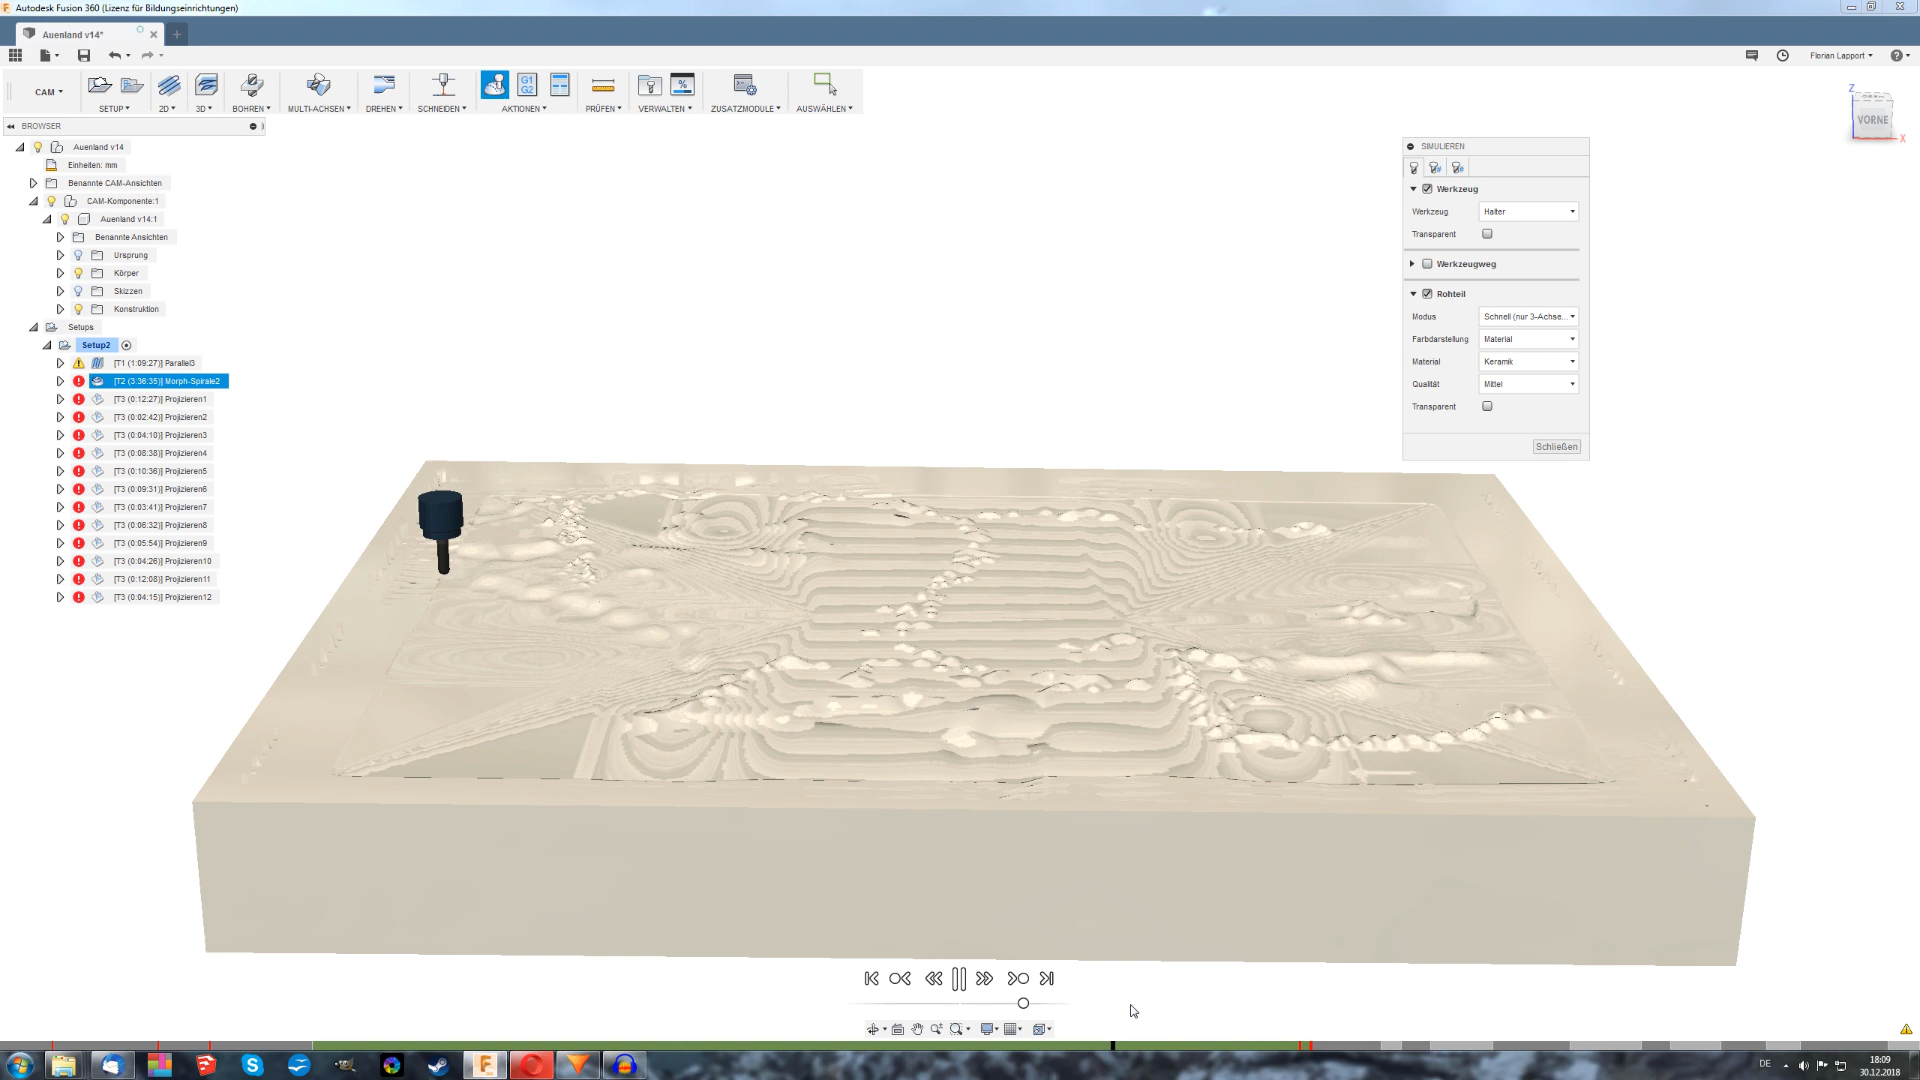 Autodesk Fusion 360 (Lizenz für Bildungseinrichtungen)
Auenland v14*
Florian Lapport
CAM
SETUP
2D
3D
BOHREN
MULTI-ACHSEN
DREHEN
SCHNEIDEN
G1
G2
AKTIONEN
PRÜFEN
VERWALTEN
ZUSATZMODULE
AUSWÄHLEN
BROWSER
Auenland v14
Einheiten: mm
Benannte CAM-Ansichten
CAM-Komponente:1
Auenland v14:1
Benannte Ansichten
Ursprung
Körper
Skizzen
Konstruktion
Setups
Setup2
[T1 (1:09:27)] Parallel3
[T2 (3:36:35)] Morph-Spirale2
[T3 (0:12:27)] Projizieren1
[T3 (0:02:42)] Projizieren2
[T3 (0:04:10)] Projizieren3
[T3 (0:08:38)] Projizieren4
[T3 (0:10:36)] Projizieren5
[T3 (0:09:31)] Projizieren6
[T3 (0:03:41)] Projizieren7
[T3 (0:06:32)] Projizieren8
[T3 (0:05:54)] Projizieren9
[T3 (0:04:26)] Projizieren10
[T3 (0:12:08)] Projizieren11
[T3 (0:04:15)] Projizieren12
Z
VORNE
X
SIMULIEREN
Werkzeug
Werkzeug Halter
Transparent
Werkzeugweg
Rohteil
Modus Schnell (nur 3-Achse...
Farbdarstellung Material
Material Keramik
Qualität Mittel
Transparent
Schließen
DE
18:09
30.12.2018